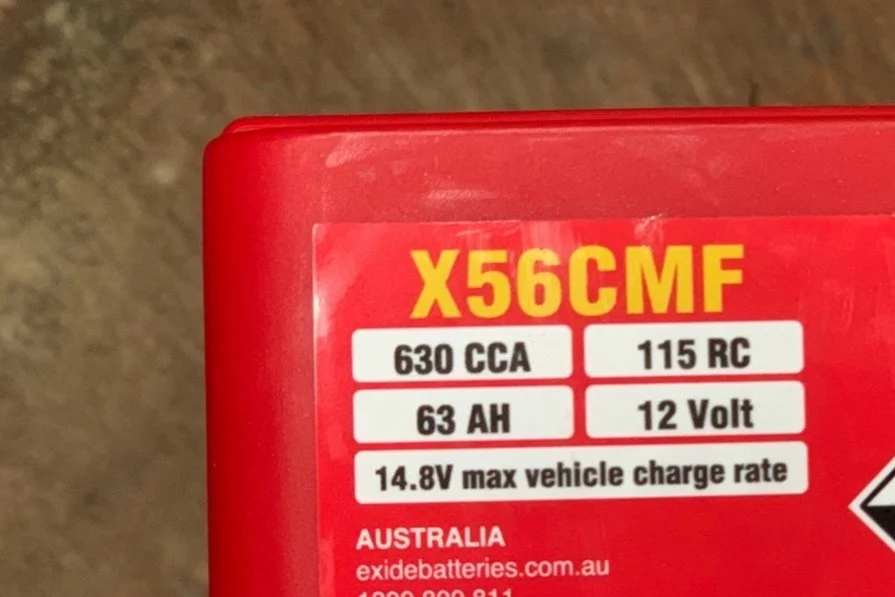 X56CMF
630 CCA 115 RC
63 AH 12 Volt
14.8V max vehicle charge rate
AUSTRALIA
exidebatteries.com.au